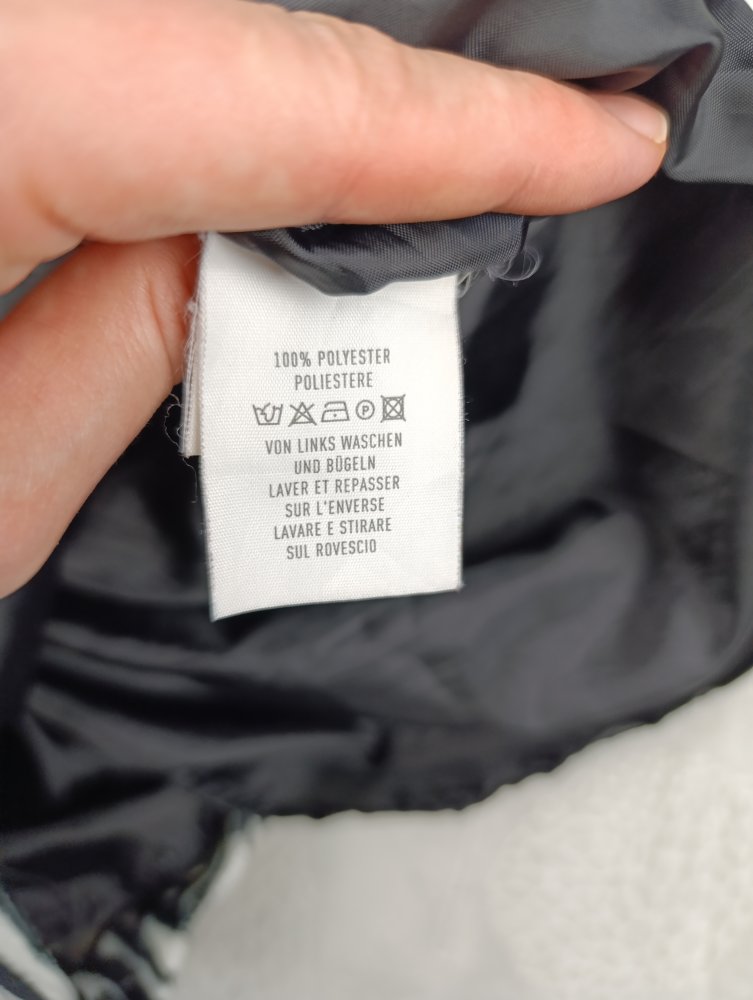 100% POLYESTER
POLIESTERE
P
VON LINKS WASCHEN
UND BÜGELN
LAVER ET REPASSER
SUR L'ENVERSE
LAVARE E STIRARE
SUL ROVESCIO